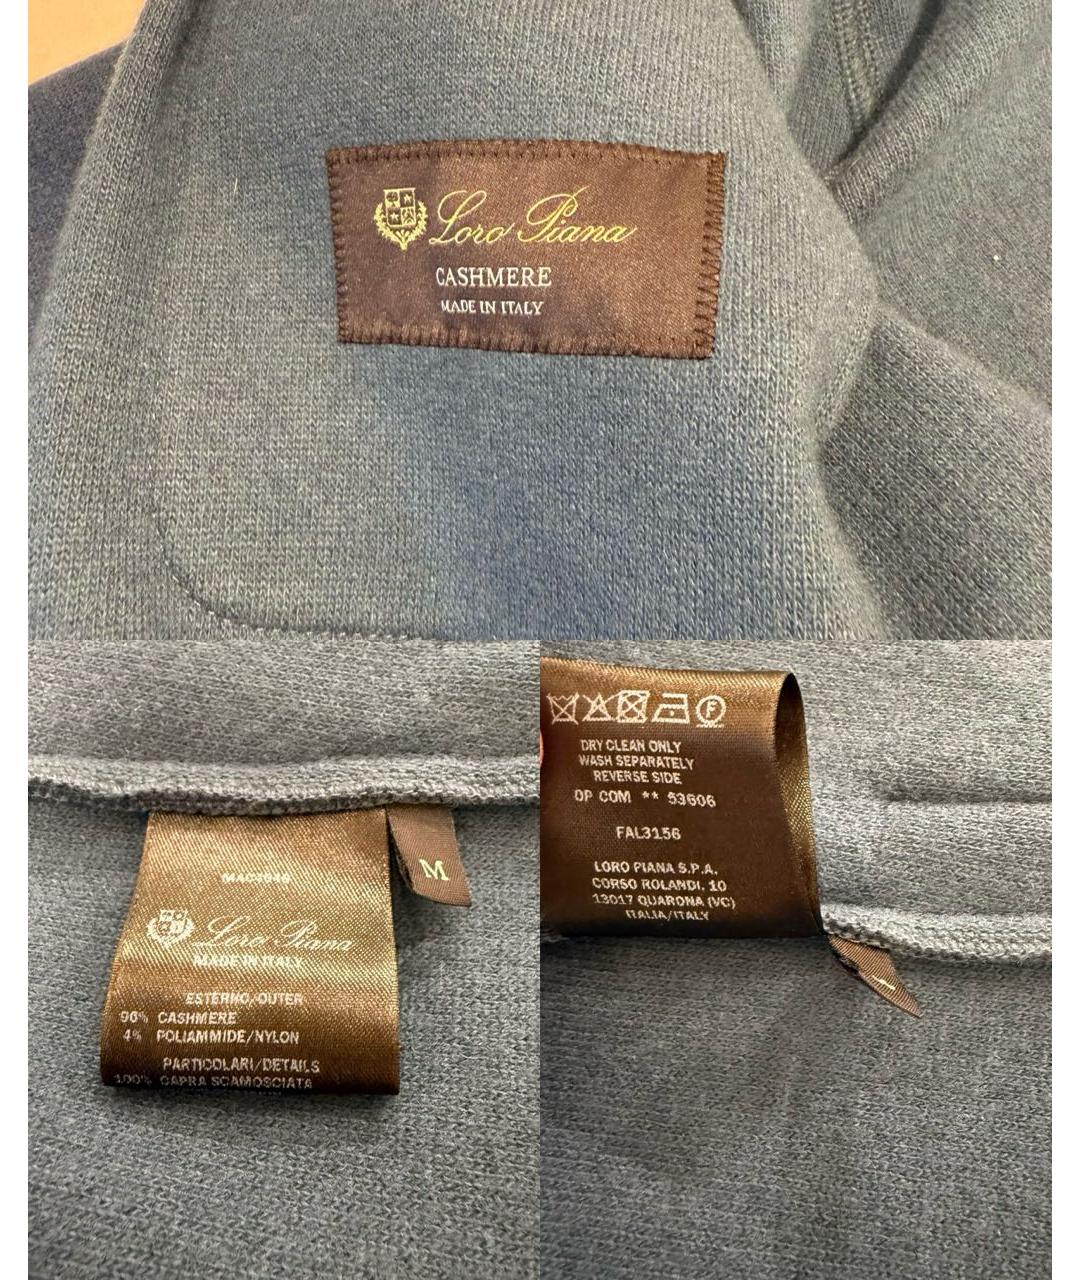 Loro Piana
CASHMERE
MADE IN ITALY
M
Loro Piana
MADE IN ITALY
ESTERNO/OUTER
96% CASHMERE
4% POLIAMMIDE/NYLON
PARTICOLARI/DETAILS
100% CAPRA SCAMOSCIATA
F
DRY CLEAN ONLY
WASH SEPARATELY
REVERSE SIDE
OP COM ** 53606
FAL3156
LORO PIANA S.P.A.
CORSO ROLANDI, 10
13017 QUARONA (VC)
ITALIA/ITALY